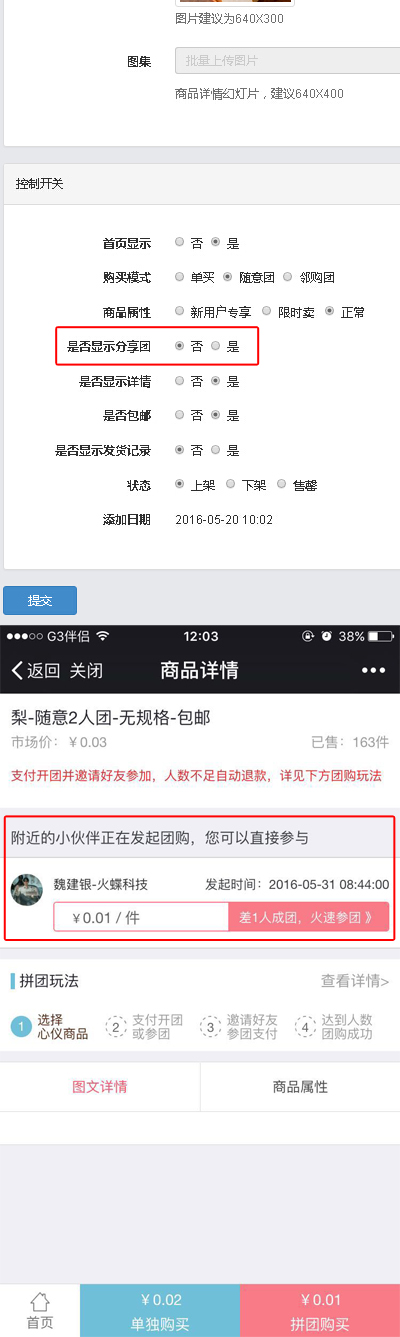 图片建议为640X300
图集 批量上传图片
商品详情幻灯片，建议640X400
控制开关
首页显示 否 是
购买模式 单买 随意团 邻购团
商品属性 新用户专享 限时卖 正常
是否显示分享团 否 是
是否显示详情 否 是
是否包邮 否 是
是否显示发货记录 否 是
状态 上架 下架 售罄
添加日期 2016-05-20 10:02
提交
G3伴侣 12:03 38%
返回 关闭 商品详情
梨-随意2人团-无规格-包邮
市场价：￥0.03 已售：163件
支付开团并邀请好友参加，人数不足自动退款，详见下方团购玩法
附近的小伙伴正在发起团购，您可以直接参与
魏建银-火蝶科技 发起时间：2016-05-31 08:44:00
￥0.01 / 件 差1人成团，火速参团 》
拼团玩法 查看详情>
1 选择 2 支付开团 3 邀请好友 4 达到人数
心仪商品 或参团 参团支付 团购成功
图文详情 商品属性
￥0.02 ￥0.01
首页 单独购买 拼团购买